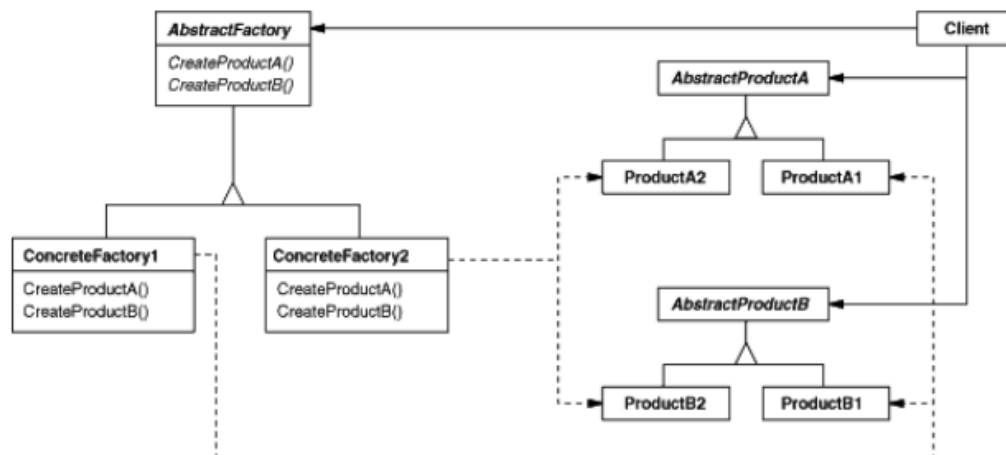 AbstractFactory
CreateProductA()
CreateProductB()
Client
AbstractProductA
ProductA2
ProductA1
ConcreteFactory1
CreateProductA()
CreateProductB()
ConcreteFactory2
CreateProductA()
CreateProductB()
AbstractProductB
ProductB2
ProductB1